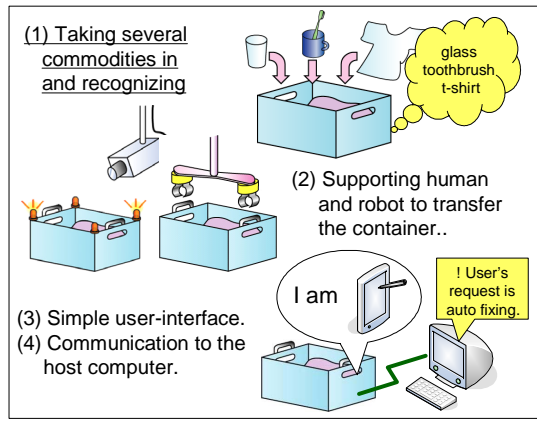 (1) Taking several
commodities in
and recognizing
glass
toothbrush
t-shirt
(2) Supporting human
and robot to transfer
the container..
(3) Simple user-interface.
(4) Communication to the
host computer.
I am
! User's
request is
auto fixing.